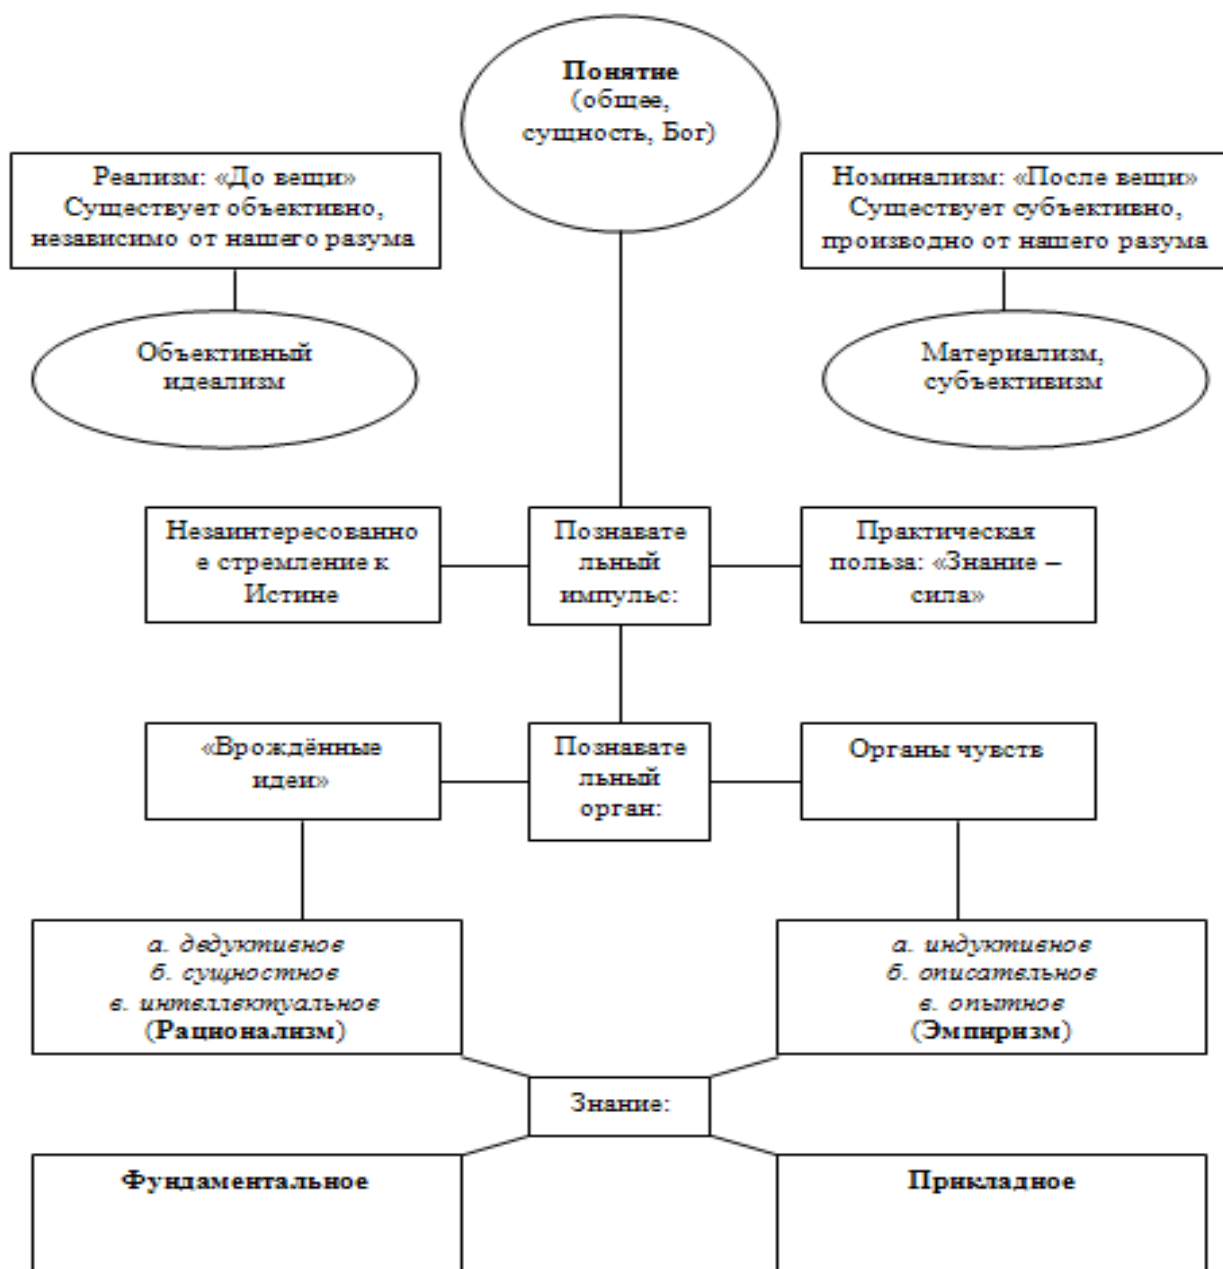 Понятие
(общее,
сущность, Бог)
Реализм: «До вещи»
Существует объективно,
независимо от нашего разума
Номинализм: «После вещи»
Существует субъективно,
производно от нашего разума
Объективный
идеализм
Материализм,
субъективизм
Незаинтересованно
е стремление к
Истине
Познавате
льный
импульс:
Практическая
польза: «Знание –
сила»
«Врождённые
идеи»
Познавате
льный
орган:
Органы чувств
а. дедуктивное
б. сущностное
в. интеллектуальное
(Рационализм)
а. индуктивное
б. описательное
в. опытное
(Эмпиризм)
Знание:
Фундаментальное
Прикладное